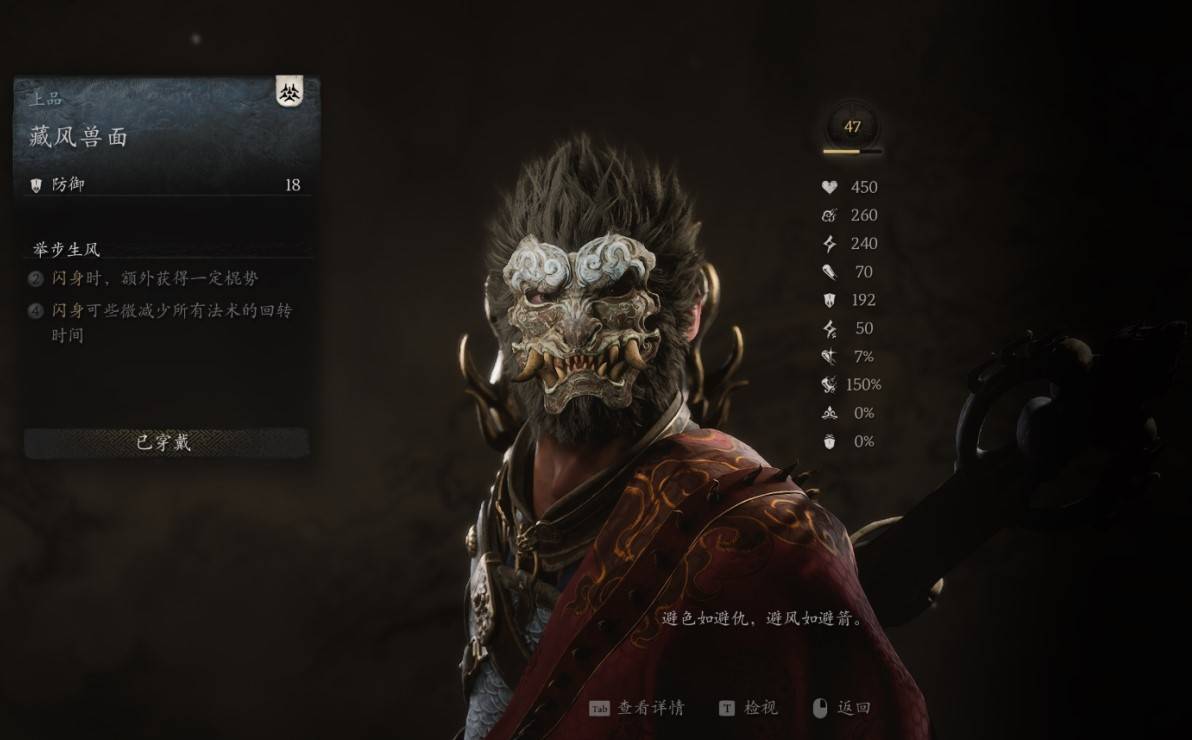 上品
藏风兽面
防御 18
举步生风
2 闪身时，额外获得一定棍势
4 闪身可些微减少所有法术的回转
时间
已穿戴
47
450
260
240
70
192
50
7%
150%
0%
0%
避色如避仇，避风如避箭。
Tab 查看详情 T 检视 返回